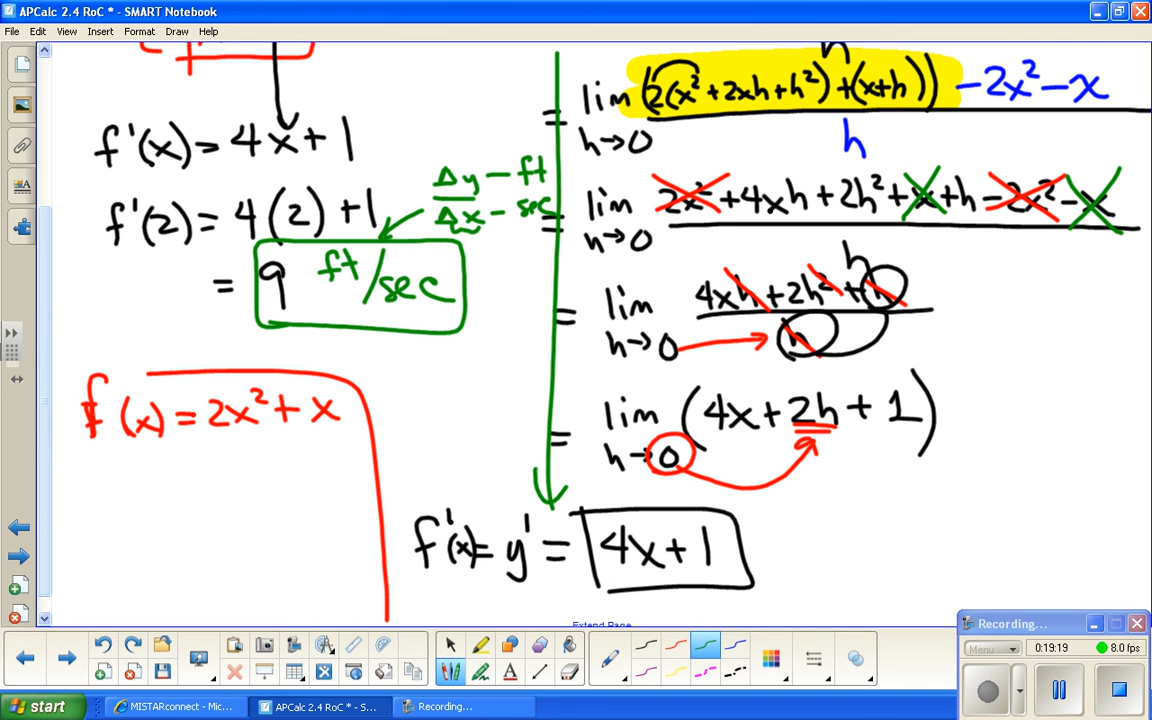 APCalc 2.4 RoC * - SMART Notebook
File Edit View Insert Format Draw Help
f'(x) = 4x+1
f'(2) = 4(2)+1
= 9 ft/sec
Δy – ft
Δx – sec
f(x) = 2x²+x
h
= lim h→0 (2(x²+2xh+h²)+(x+h)) -2x²-x
h
= lim h→0 2x²+4xh+2h²+x+h-2x²-x
h
= lim h→0 4xh+2h²+h
h
= lim h→0 (4x+2h+1)
f'(x)= y' = 4x+1
Extend Page
Recording...
Menu
0:19:19
8.0 fps
start
MISTARconnect - Mic...
APCalc 2.4 RoC * - S...
Recording...